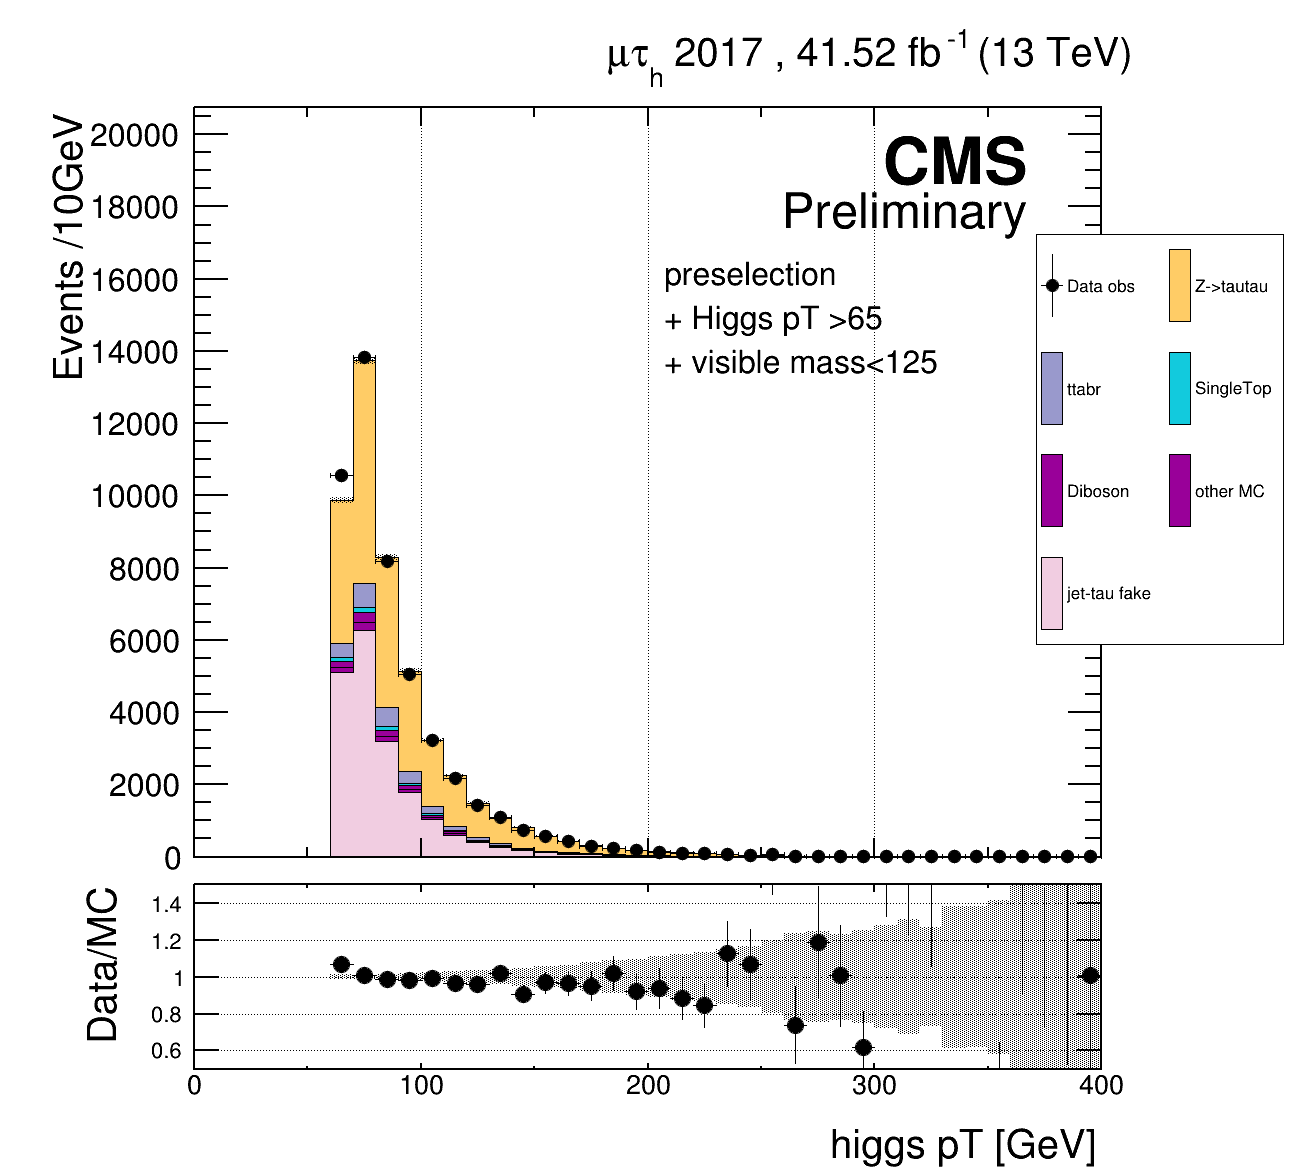 μτh 2017 , 41.52 fb-1 (13 TeV)
Events /10GeV
20000
18000
16000
14000
12000
10000
8000
6000
4000
2000
0
CMS
Preliminary
preselection
+ Higgs pT >65
+ visible mass<125
Data obs
Z->tautau
ttabr
SingleTop
Diboson
other MC
jet-tau fake
Data/MC
1.4
1.2
1
0.8
0.6
0 100 200 300 400
higgs pT [GeV]